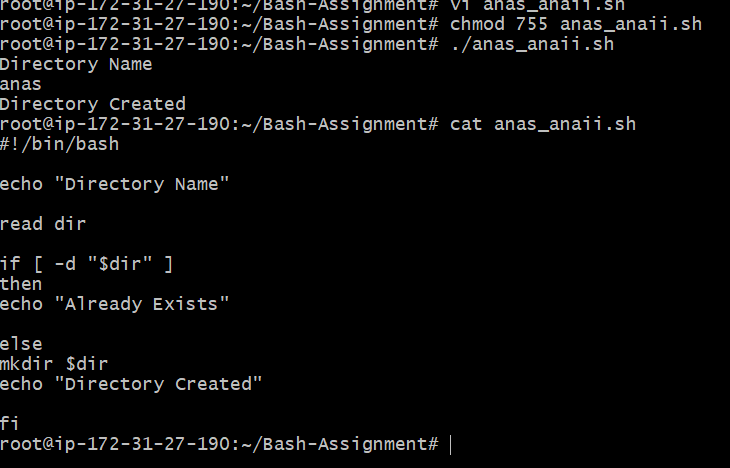 root@ip-172-31-27-190:~/Bash-Assignment# vi anas_anaii.sh
root@ip-172-31-27-190:~/Bash-Assignment# chmod 755 anas_anaii.sh
root@ip-172-31-27-190:~/Bash-Assignment# ./anas_anaii.sh
Directory Name
anas
Directory Created
root@ip-172-31-27-190:~/Bash-Assignment# cat anas_anaii.sh
#!/bin/bash
echo "Directory Name"
read dir
if [ -d "$dir" ]
then
echo "Already Exists"
else
mkdir $dir
echo "Directory Created"
fi
root@ip-172-31-27-190:~/Bash-Assignment#